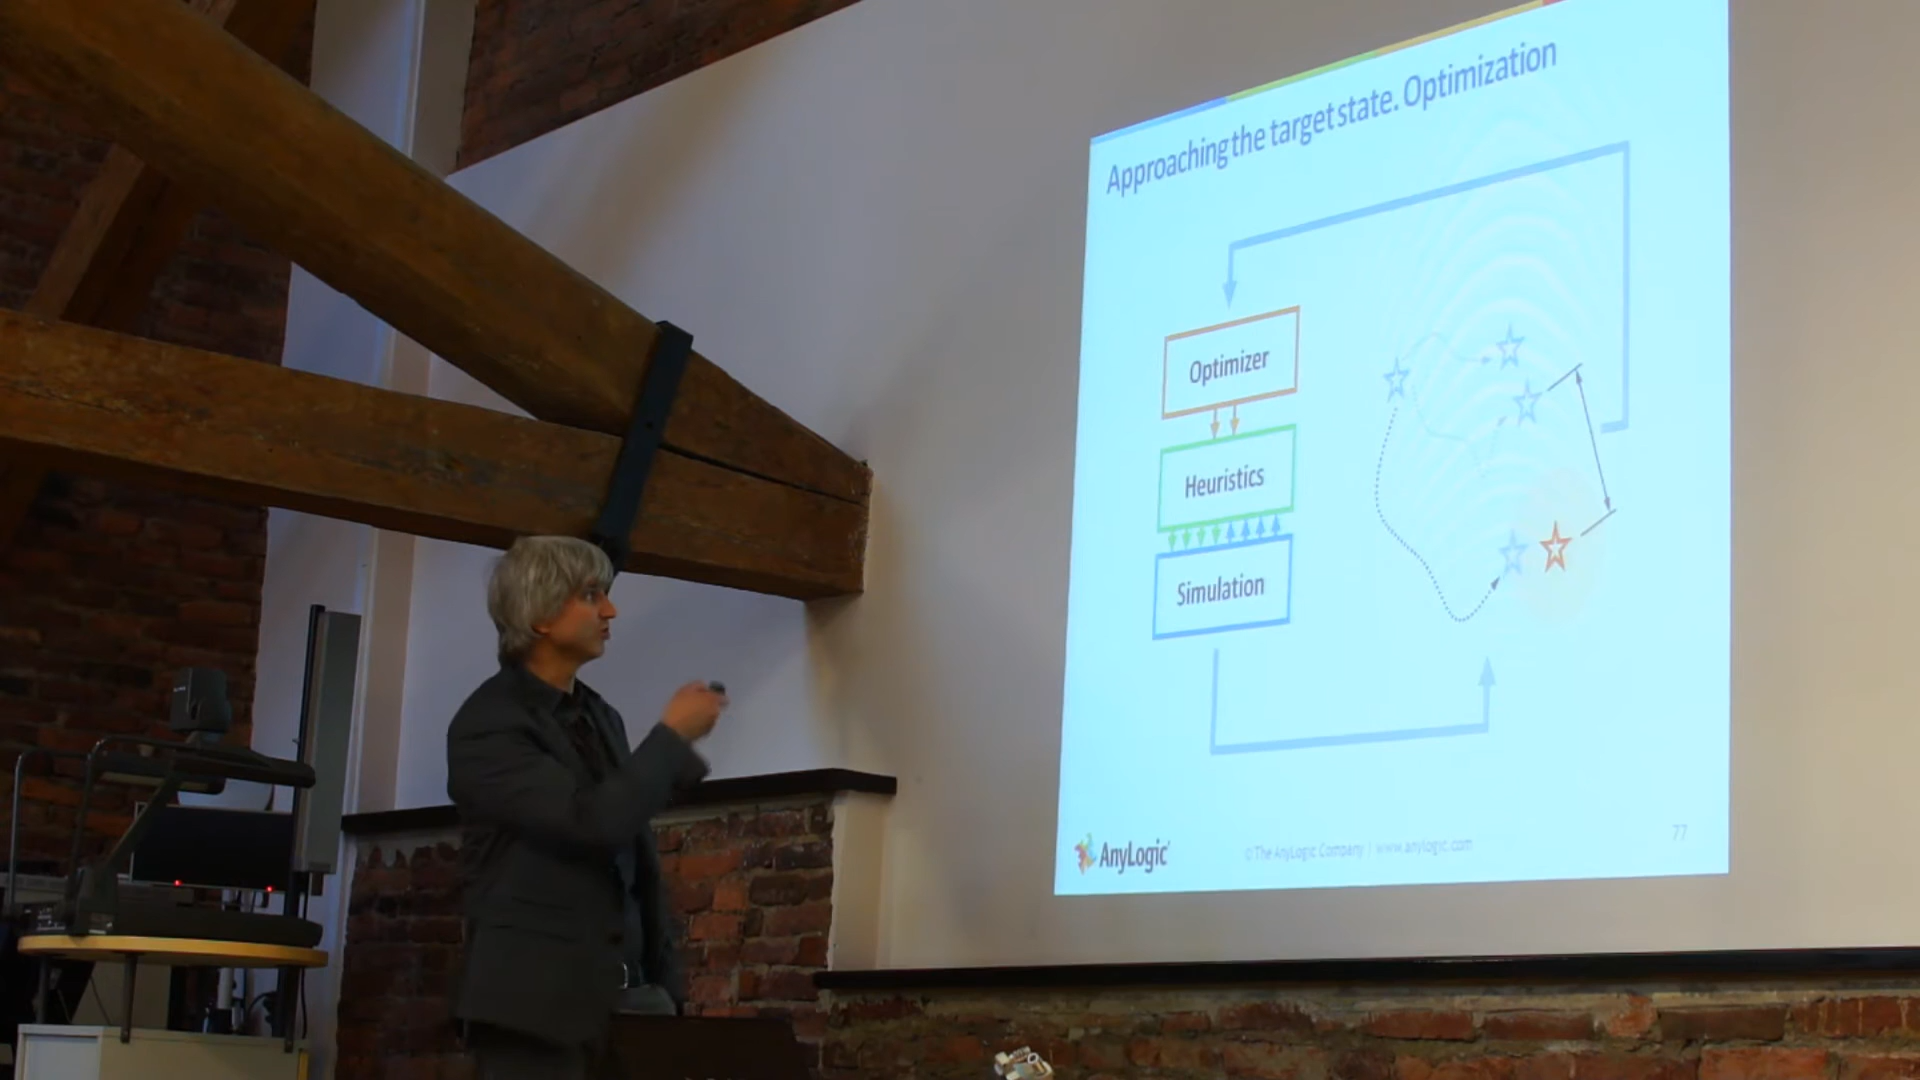 Approaching the target state. Optimization
Optimizer
Heuristics
Simulation
AnyLogic
© The AnyLogic Company | www.anylogic.com
77